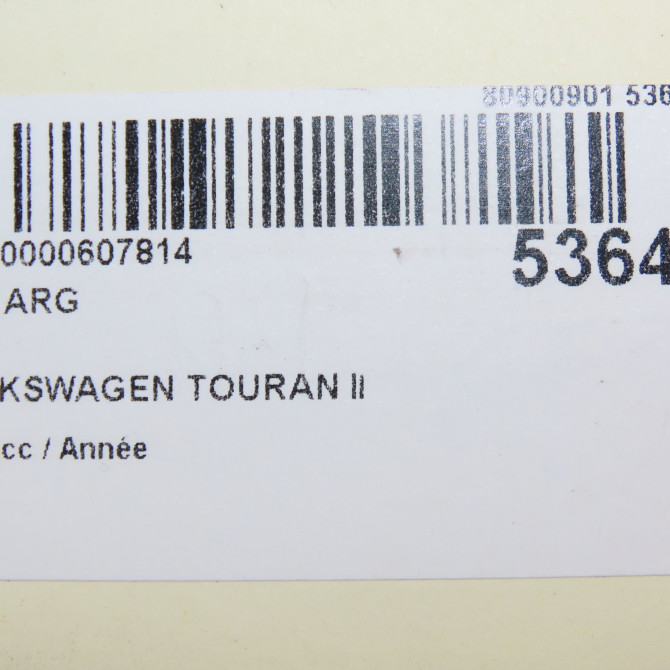 80900901 536
0000607814
5364
ARG
KSWAGEN TOURAN II
cc / Année